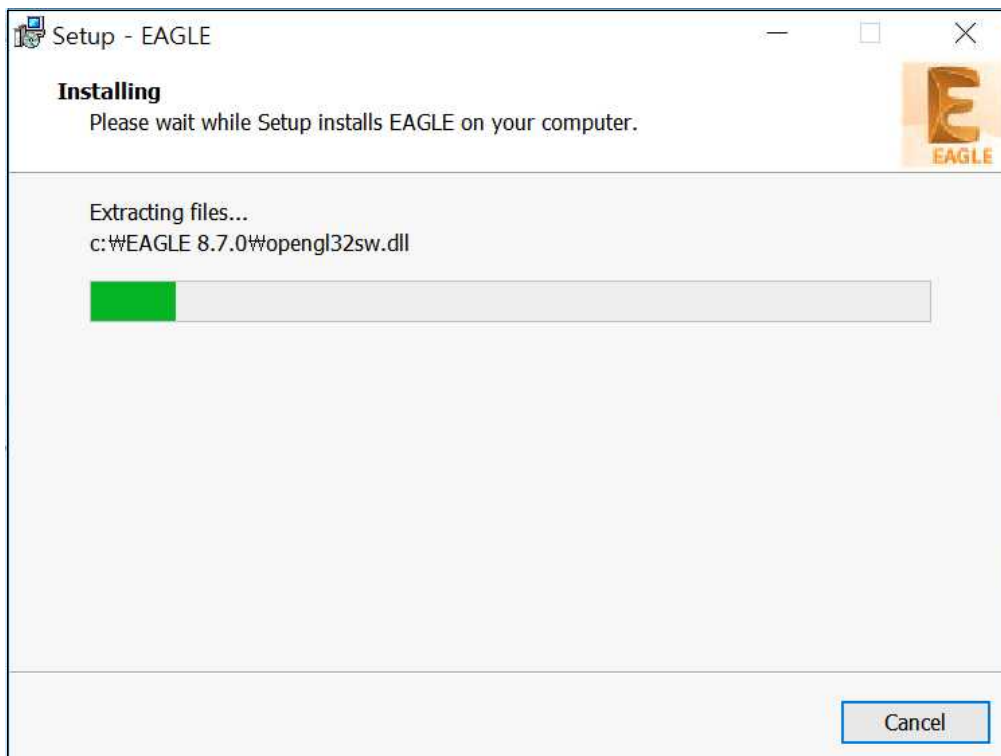 Setup - EAGLE
Installing
Please wait while Setup installs EAGLE on your computer.
EAGLE
Extracting files...
c:₩EAGLE 8.7.0₩opengl32sw.dll
Cancel